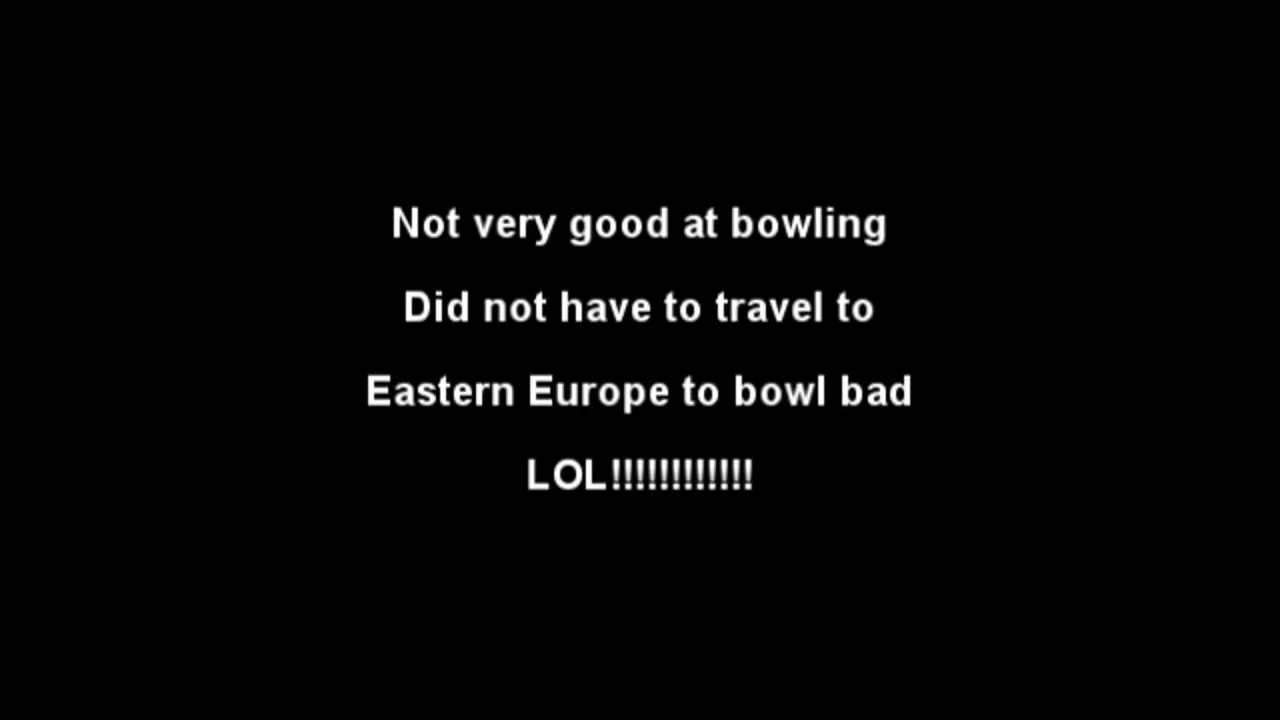 Not very good at bowling
Did not have to travel to
Eastern Europe to bowl bad
LOL!!!!!!!!!!!!